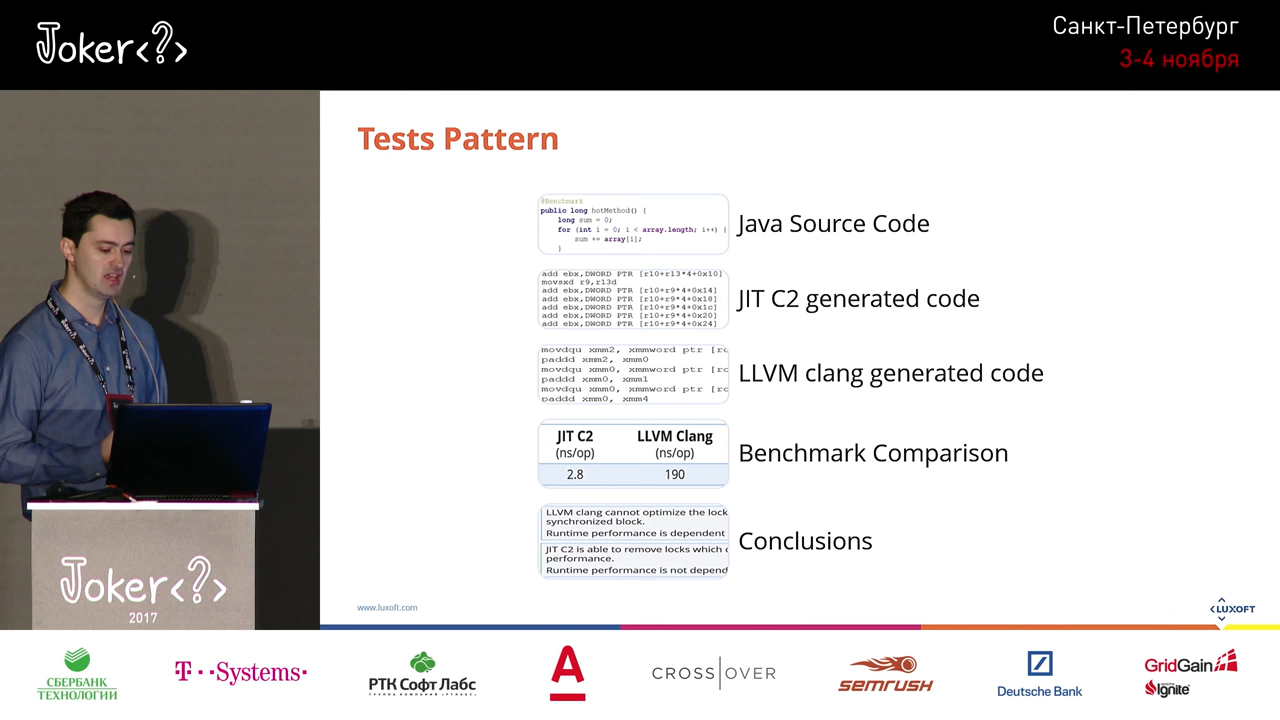 Joker<?>
Санкт-Петербург
3-4 ноября
Tests Pattern
@Benchmark
public long hotMethod() {
long sum = 0;
for (int i = 0; i < array.length; i++) {
sum += array[i];
}
Java Source Code
add ebx,DWORD PTR [r10+r13*4+0x10]
movsxd r9,r13d
add ebx,DWORD PTR [r10+r9*4+0x14]
add ebx,DWORD PTR [r10+r9*4+0x18]
add ebx,DWORD PTR [r10+r9*4+0x1c]
add ebx,DWORD PTR [r10+r9*4+0x20]
add ebx,DWORD PTR [r10+r9*4+0x24]
JIT C2 generated code
movdqu xmm2, xmmword ptr
paddd xmm2, xmm0
movdqu xmm0, xmmword ptr
paddd xmm0, xmm1
movdqu xmm0, xmmword ptr
paddd xmm0, xmm4
LLVM clang generated code
JIT C2 LLVM Clang
(ns/op) (ns/op)
2.8 190
Benchmark Comparison
LLVM clang cannot optimize the lock
synchronized block.
Runtime performance is dependent
JIT C2 is able to remove locks which
performance.
Runtime performance is not depend
Conclusions
www.luxoft.com
LUXOFT
Joker<?>
2017
СБЕРБАНК
ТЕХНОЛОГИИ
T··Systems·
РТК Софт Лабс
ГРУППА КОМПАНИЙ «РУСТЕЛ»
А
CROSSOVER
semrush
Deutsche Bank
GridGain
Ignite